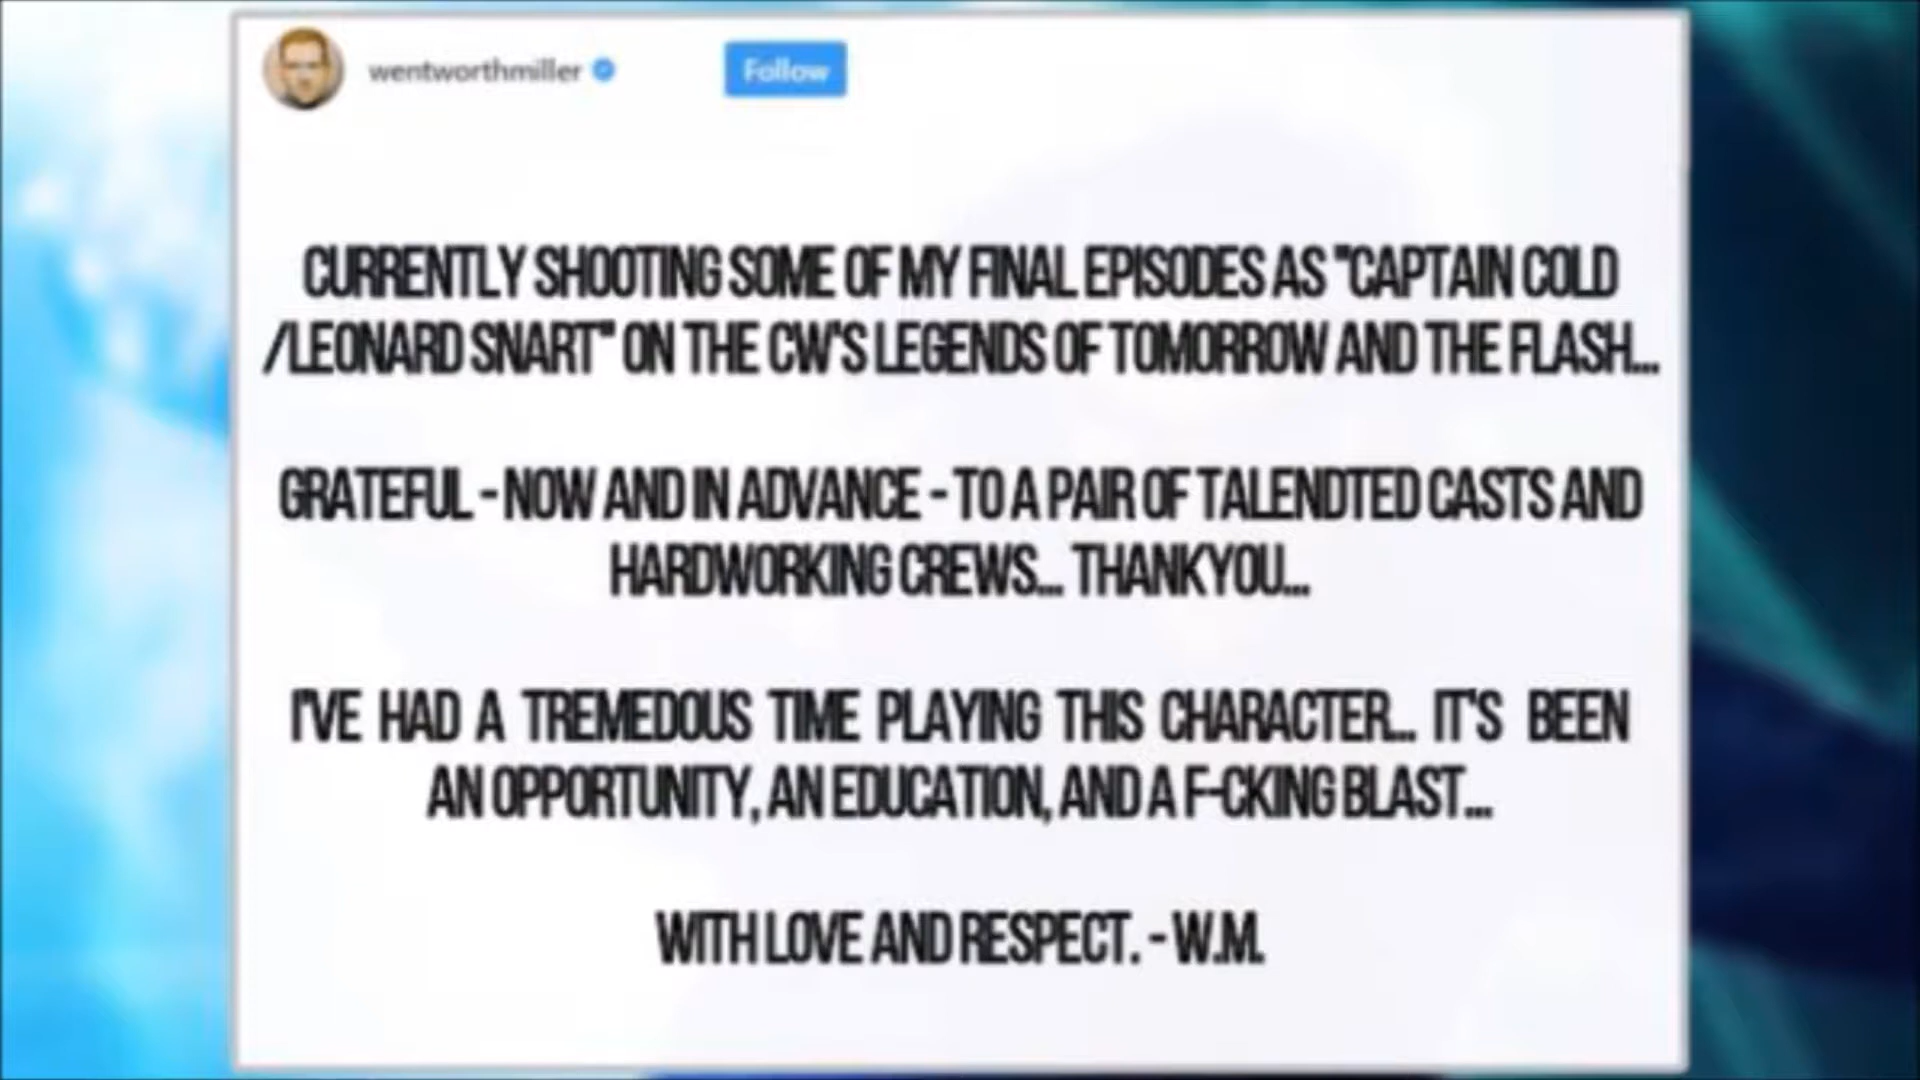 wentworthmiller
Follow
CURRENTLY SHOOTING SOME OF MY FINAL EPISODES AS "CAPTAIN COLD
/LEONARD SNART" ON THE CW'S LEGENDS OF TOMORROW AND THE FLASH...
GRATEFUL - NOW AND IN ADVANCE - TO A PAIR OF TALENDTED CASTS AND
HARDWORKING CREWS... THANKYOU...
I'VE HAD A TREMEDOUS TIME PLAYING THIS CHARACTER... IT'S BEEN
AN OPPORTUNITY, AN EDUCATION, AND A F-CKING BLAST...
WITH LOVE AND RESPECT. - W.M.